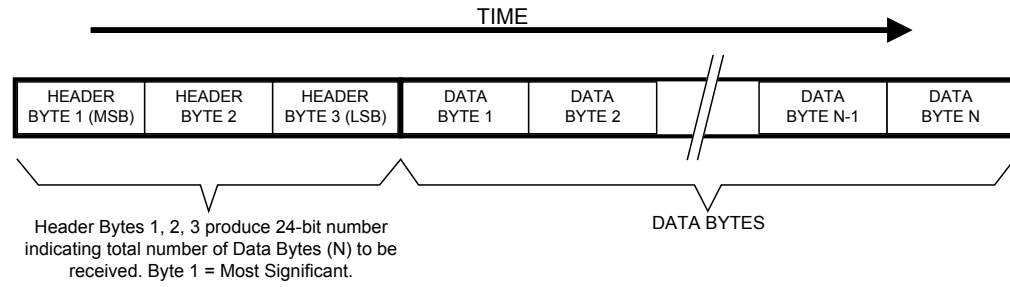 TIME
HEADER
BYTE 1 (MSB)
HEADER
BYTE 2
HEADER
BYTE 3 (LSB)
DATA
BYTE 1
DATA
BYTE 2
DATA
BYTE N-1
DATA
BYTE N
Header Bytes 1, 2, 3 produce 24-bit number
indicating total number of Data Bytes (N) to be
received. Byte 1 = Most Significant.
DATA BYTES